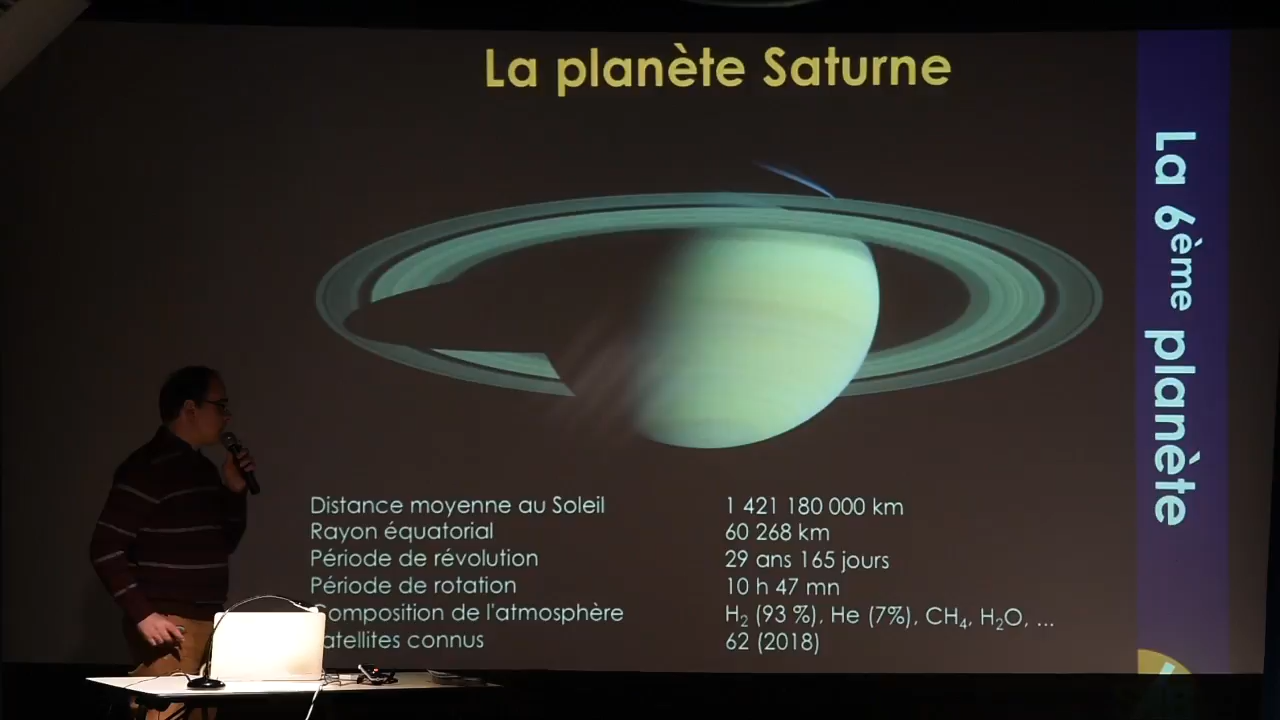 La planète Saturne
La 6ème planète
Distance moyenne au Soleil 1 421 180 000 km
Rayon équatorial 60 268 km
Période de révolution 29 ans 165 jours
Période de rotation 10 h 47 mn
omposition de l'atmosphère H₂ (93 %), He (7%), CH₄, H₂O, ...
atellites connus 62 (2018)